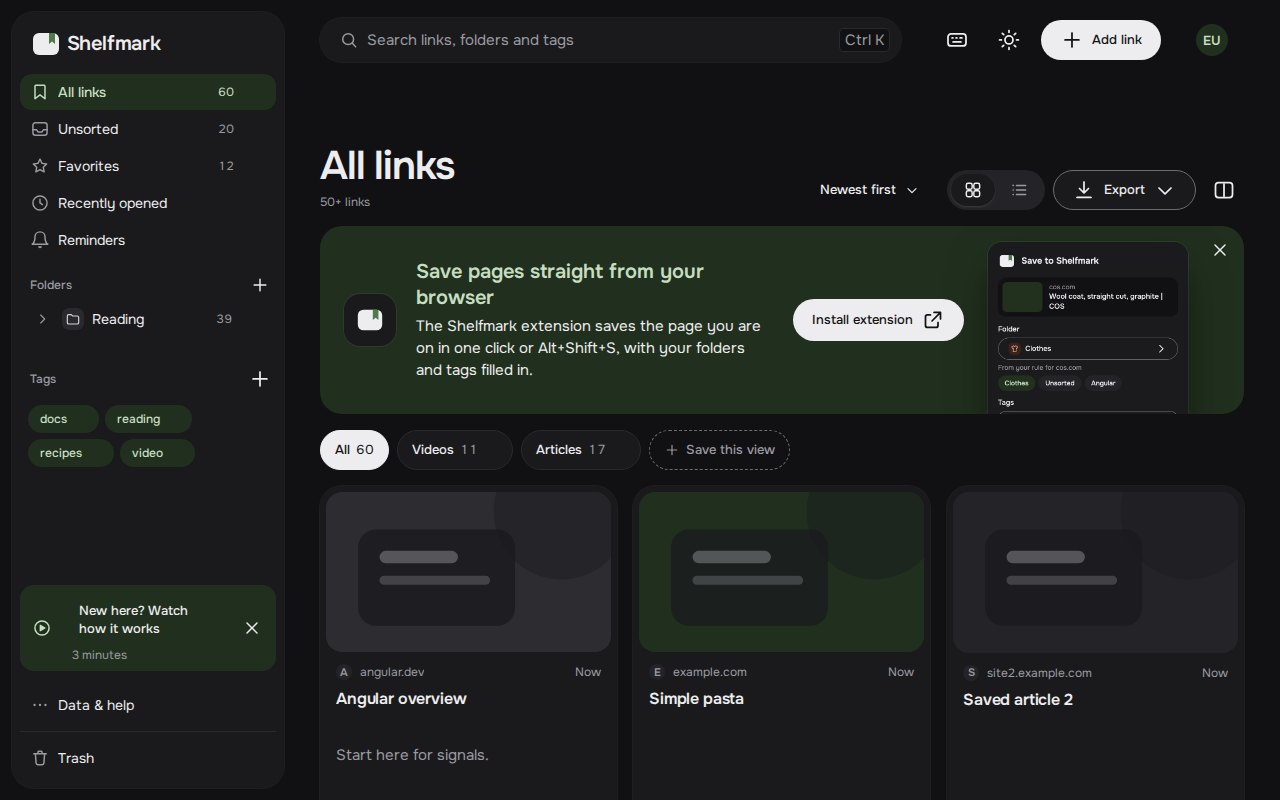 Shelfmark
All links 60
Unsorted 20
Favorites 12
Recently opened
Reminders
Folders
Reading 39
Tags
docs reading
recipes video
New here? Watch
how it works
3 minutes
Data & help
Trash
Search links, folders and tags Ctrl K
Add link
EU
All links
50+ links
Newest first
Export
Save pages straight from your
browser
The Shelfmark extension saves the page you are
on in one click or Alt+Shift+S, with your folders
and tags filled in.
Install extension
Save to Shelfmark
cos.com
Wool coat, straight cut, graphite |
COS
Folder
Clothes
From your rule for cos.com
Clothes Unsorted Angular
Tags
All 60 Videos 11 Articles 17 Save this view
A angular.dev Now
Angular overview
Start here for signals.
E example.com Now
Simple pasta
S site2.example.com Now
Saved article 2